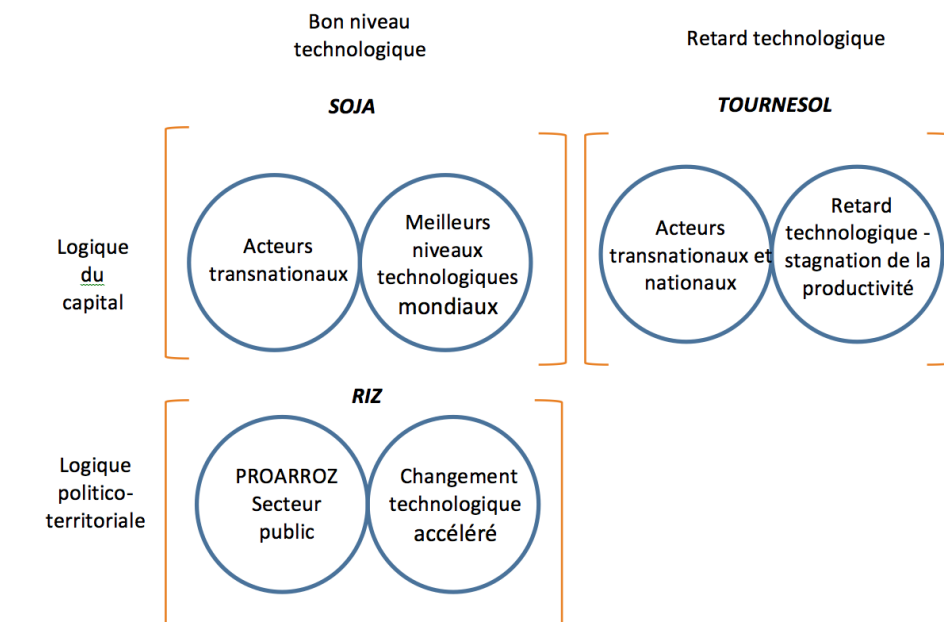 Bon niveau
technologique
Retard technologique
SOJA
TOURNESOL
Logique
du
capital
Acteurs
transnationaux
Meilleurs
niveaux
technologiques
mondiaux
Acteurs
transnationaux et
nationaux
Retard
technologique -
stagnation de la
productivité
RIZ
Logique
politico-
territoriale
PROARROZ
Secteur
public
Changement
technologique
accéléré